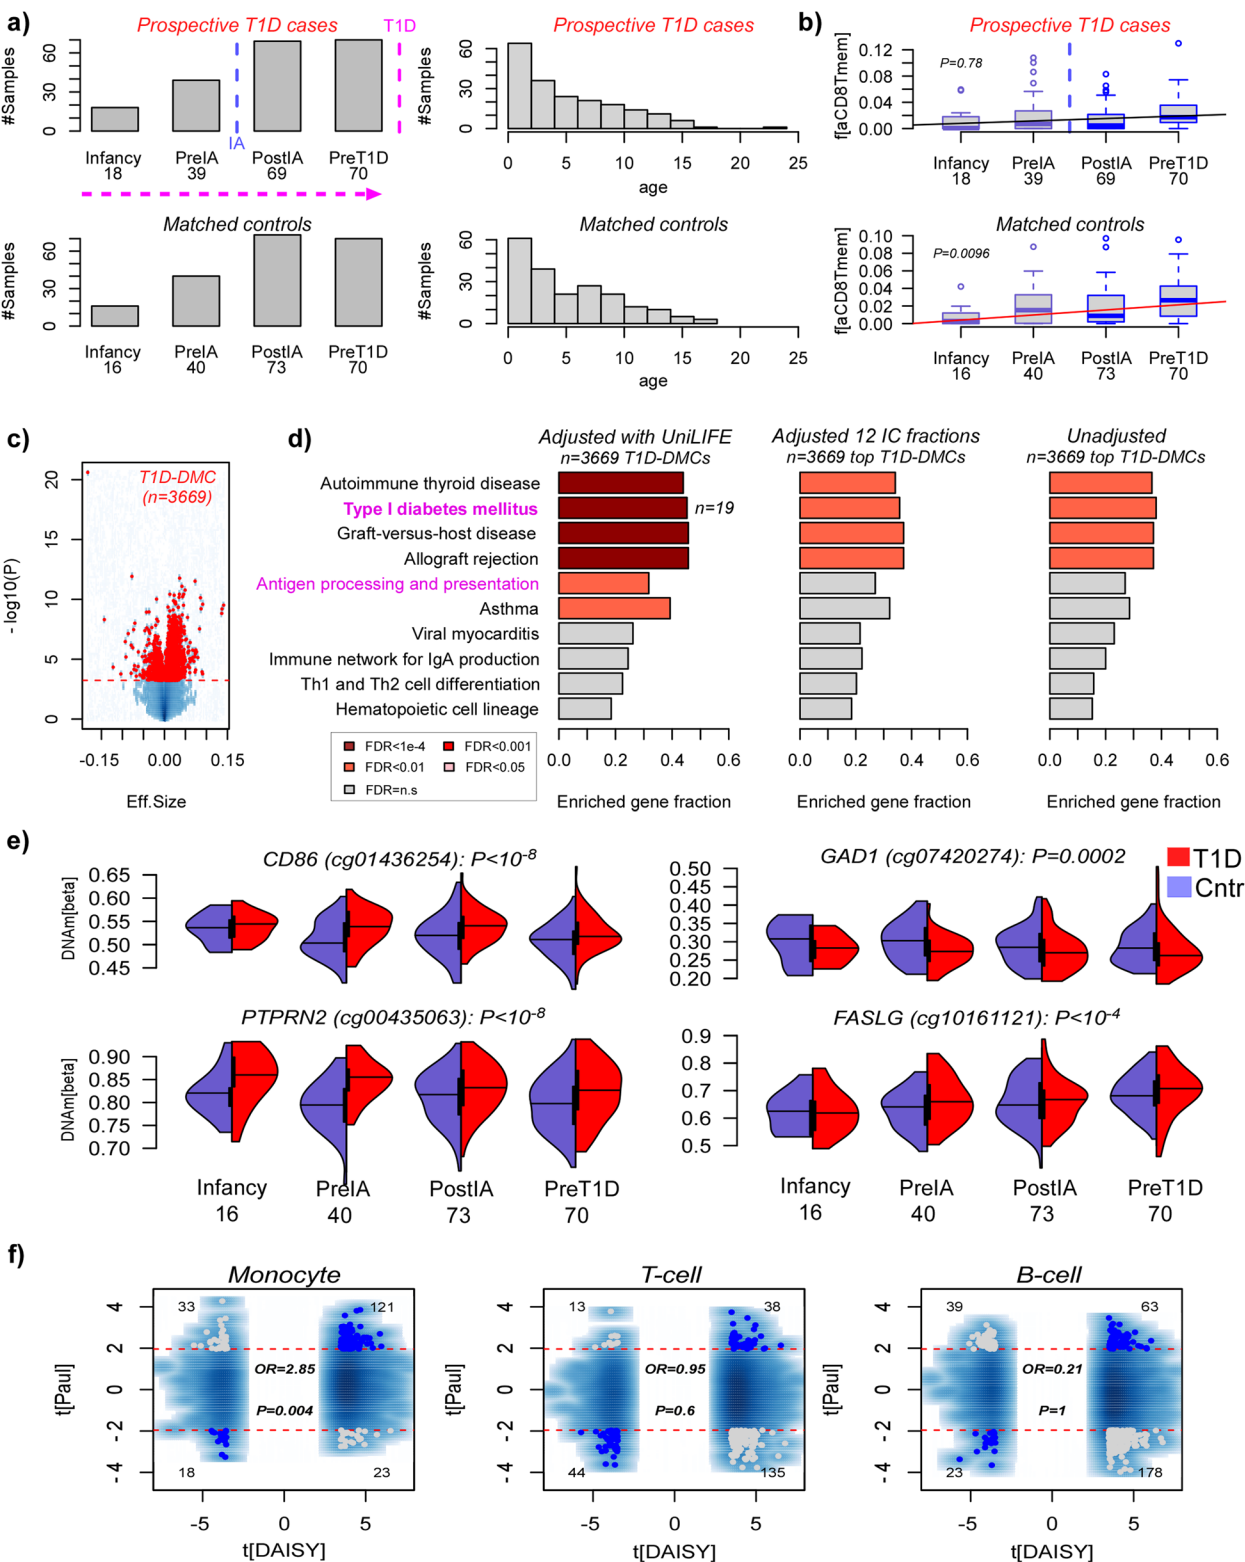 a)
Prospective T1D cases
T1D
#Samples
0 30 60
IA
Infancy PreIA PostIA PreT1D
18 39 69 70
Matched controls
#Samples
0 30 60
Infancy PreIA PostIA PreT1D
16 40 73 70
Prospective T1D cases
#Samples
0 30 60
0 5 10 15 20 25
age
Matched controls
#Samples
0 30 60
0 5 10 15 20 25
age
b)
Prospective T1D cases
f[aCD8Tmem]
0.12
0.08
0.04
0.00
P=0.78
Infancy PreIA PostIA PreT1D
18 39 69 70
Matched controls
f[aCD8Tmem]
0.10
0.08
0.06
0.04
0.02
0.00
P=0.0096
Infancy PreIA PostIA PreT1D
16 40 73 70
c)
T1D-DMC
(n=3669)
- log10(P)
0 5 10 15 20
-0.15 0.00 0.15
Eff.Size
d)
Adjusted with UniLIFE
n=3669 T1D-DMCs
Adjusted 12 IC fractions
n=3669 top T1D-DMCs
Unadjusted
n=3669 top T1D-DMCs
Autoimmune thyroid disease
Type I diabetes mellitus
n=19
Graft-versus-host disease
Allograft rejection
Antigen processing and presentation
Asthma
Viral myocarditis
Immune network for IgA production
Th1 and Th2 cell differentiation
Hematopoietic cell lineage
FDR<1e-4 FDR<0.001
FDR<0.01 FDR<0.05
FDR=n.s
0.0 0.2 0.4 0.6
Enriched gene fraction
0.0 0.2 0.4 0.6
Enriched gene fraction
0.0 0.2 0.4 0.6
Enriched gene fraction
e)
CD86 (cg01436254): P<10-8
DNAm[beta]
0.65
0.60
0.55
0.50
0.45
GAD1 (cg07420274): P=0.0002
0.50
0.45
0.40
0.35
0.30
0.25
0.20
T1D
Cntr
PTPRN2 (cg00435063): P<10-8
DNAm[beta]
0.90
0.85
0.80
0.75
0.70
Infancy PreIA PostIA PreT1D
16 40 73 70
FASLG (cg10161121): P<10-4
0.9
0.8
0.7
0.6
0.5
Infancy PreIA PostIA PreT1D
16 40 73 70
f)
Monocyte
t[Paul]
4
2
0
- 2
- 4
33 121
OR=2.85
P=0.004
18 23
-5 0 5
t[DAISY]
T-cell
t[Paul]
4
2
0
- 2
- 4
13 38
OR=0.95
P=0.6
44 135
-5 0 5
t[DAISY]
B-cell
t[Paul]
4
2
0
- 2
- 4
39 63
OR=0.21
P=1
23 178
-5 0 5
t[DAISY]